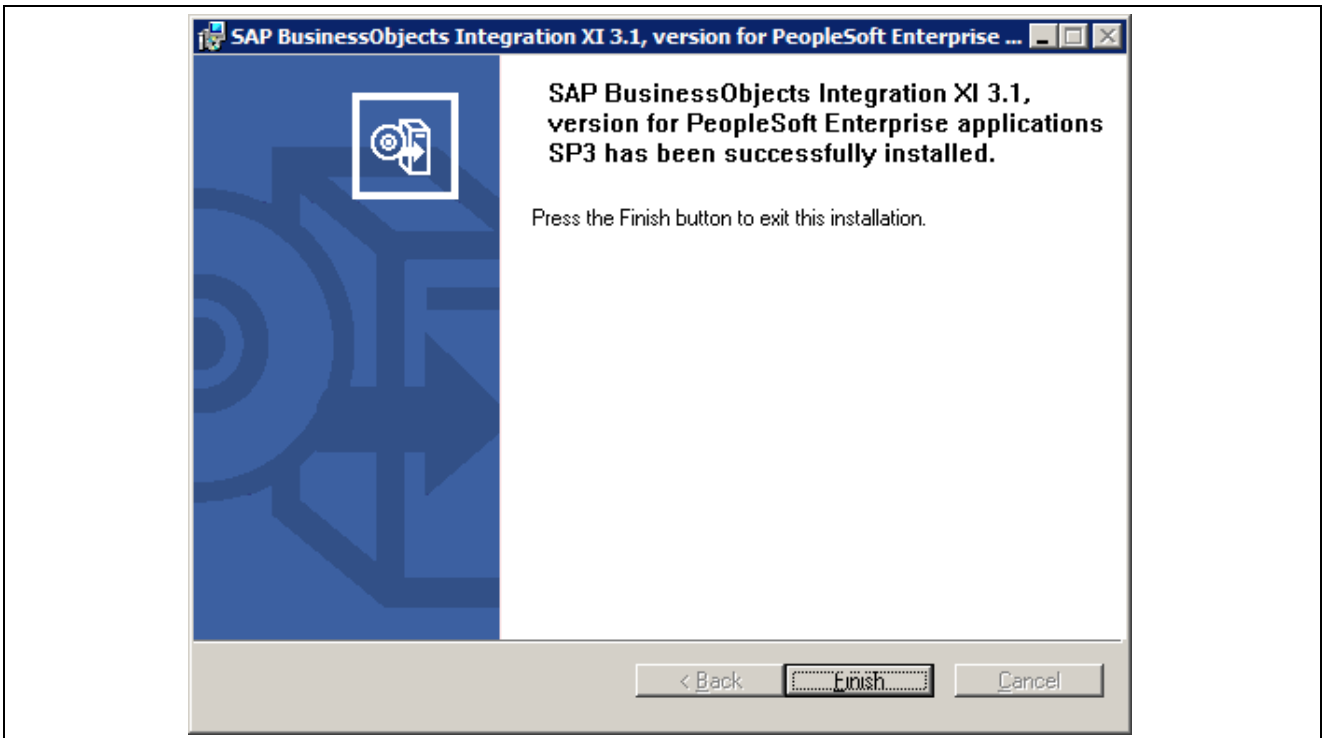 SAP BusinessObjects Integration XI 3.1, version for PeopleSoft Enterprise ...
SAP BusinessObjects Integration XI 3.1,
version for PeopleSoft Enterprise applications
SP3 has been successfully installed.
Press the Finish button to exit this installation.
< Back
Finish
Cancel